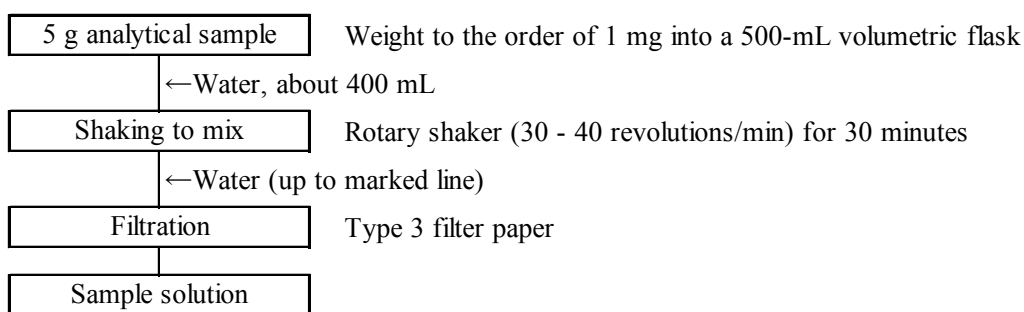 5 g analytical sample Weight to the order of 1 mg into a 500-mL volumetric flask
←Water, about 400 mL
Shaking to mix Rotary shaker (30 - 40 revolutions/min) for 30 minutes
←Water (up to marked line)
Filtration Type 3 filter paper
Sample solution